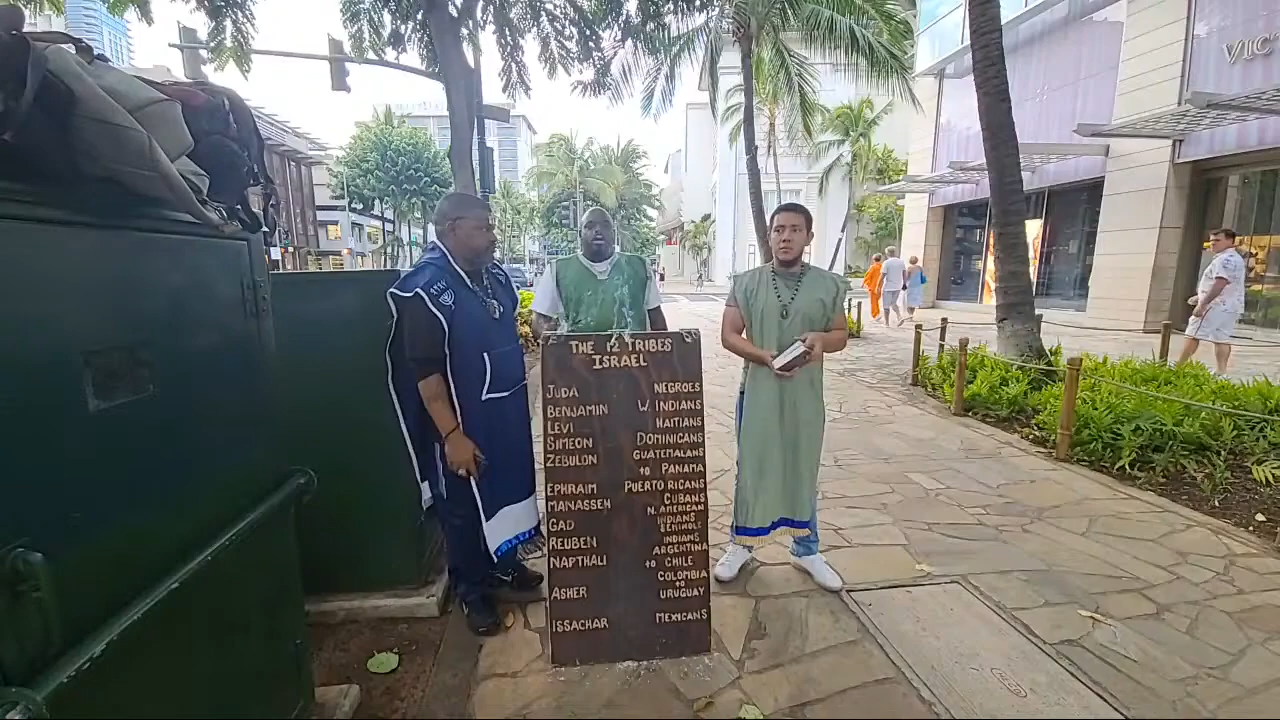 THE 12 TRIBES
ISRAEL
JUDA NEGROES
BENJAMIN W. INDIANS
LEVI HAITIANS
SIMEON DOMINICANS
ZEBULON GUATEMALANS
to PANAMA
EPHRAIM PUERTO RICANS
MANASSEH CUBANS
GAD N. AMERICAN
INDIANS
REUBEN SEMINOLE
INDIANS
NAPTHALI ARGENTINA
to CHILE
ASHER COLOMBIA
to
URUGUAY
ISSACHAR MEXICANS
VICT